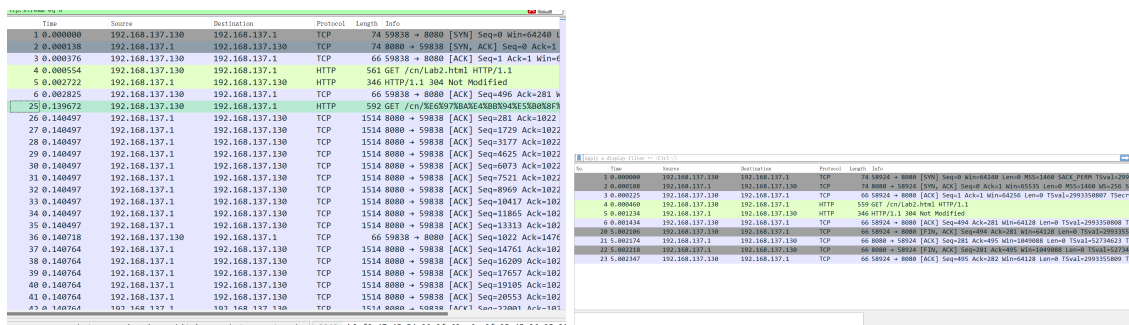 Time Source Destination Protocol Length Info
1 0.000000 192.168.137.130 192.168.137.1 TCP 74 59838 → 8080 [SYN] Seq=0 Win=64240
2 0.000138 192.168.137.1 192.168.137.130 TCP 74 8080 → 59838 [SYN, ACK] Seq=0 Ack=1
3 0.000376 192.168.137.130 192.168.137.1 TCP 66 59838 → 8080 [ACK] Seq=1 Ack=1
4 0.000554 192.168.137.130 192.168.137.1 HTTP 561 GET /cn/Lab2.html HTTP/1.1
5 0.002722 192.168.137.1 192.168.137.130 HTTP 346 HTTP/1.1 304 Not Modified
6 0.002825 192.168.137.130 192.168.137.1 TCP 66 59838 → 8080 [ACK] Seq=496 Ack=281
25 0.139672 192.168.137.130 192.168.137.1 HTTP 592 GET /cn/%E6%97%BA%E4%BB%94%E5%B0%8F%
26 0.140497 192.168.137.1 192.168.137.130 TCP 1514 8080 → 59838 [ACK] Seq=281 Ack=1022
27 0.140497 192.168.137.1 192.168.137.130 TCP 1514 8080 → 59838 [ACK] Seq=1729 Ack=1022
28 0.140497 192.168.137.1 192.168.137.130 TCP 1514 8080 → 59838 [ACK] Seq=3177 Ack=1022
29 0.140497 192.168.137.1 192.168.137.130 TCP 1514 8080 → 59838 [ACK] Seq=4625 Ack=1022
30 0.140497 192.168.137.1 192.168.137.130 TCP 1514 8080 → 59838 [ACK] Seq=6073 Ack=1022
31 0.140497 192.168.137.1 192.168.137.130 TCP 1514 8080 → 59838 [ACK] Seq=7521 Ack=1022
32 0.140497 192.168.137.1 192.168.137.130 TCP 1514 8080 → 59838 [ACK] Seq=8969 Ack=1022
33 0.140497 192.168.137.1 192.168.137.130 TCP 1514 8080 → 59838 [ACK] Seq=10417 Ack=102
34 0.140497 192.168.137.1 192.168.137.130 TCP 1514 8080 → 59838 [ACK] Seq=11865 Ack=102
35 0.140497 192.168.137.1 192.168.137.130 TCP 1514 8080 → 59838 [ACK] Seq=13313 Ack=102
36 0.140718 192.168.137.130 192.168.137.1 TCP 66 59838 → 8080 [ACK] Seq=1022 Ack=1476
37 0.140764 192.168.137.1 192.168.137.130 TCP 1514 8080 → 59838 [ACK] Seq=14761 Ack=102
38 0.140764 192.168.137.1 192.168.137.130 TCP 1514 8080 → 59838 [ACK] Seq=16209 Ack=102
39 0.140764 192.168.137.1 192.168.137.130 TCP 1514 8080 → 59838 [ACK] Seq=17657 Ack=102
40 0.140764 192.168.137.1 192.168.137.130 TCP 1514 8080 → 59838 [ACK] Seq=19105 Ack=102
41 0.140764 192.168.137.1 192.168.137.130 TCP 1514 8080 → 59838 [ACK] Seq=20553 Ack=102
42 0.140764 192.168.137.1 192.168.137.130 TCP 1514 8080 → 59838 [ACK] Seq=22001 Ack=102
Apply a display filter
No. Time Source Destination Protocol Length Info
1 0.000000 192.168.137.130 192.168.137.1 TCP 74 58924 → 8080 [SYN] Seq=0 Win=64240 Len=0 MSS=1460 SACK_PERM TSval=299
2 0.000108 192.168.137.1 192.168.137.130 TCP 74 8080 → 58924 [SYN, ACK] Seq=0 Ack=1 Win=65535 Len=0 MSS=1460 WS=256 S
3 0.000225 192.168.137.130 192.168.137.1 TCP 66 58924 → 8080 [ACK] Seq=1 Ack=1 Win=64256 Len=0 TSval=2993350807 TSecr
4 0.000460 192.168.137.130 192.168.137.1 HTTP 559 GET /cn/Lab2.html HTTP/1.1
5 0.001234 192.168.137.1 192.168.137.130 HTTP 346 HTTP/1.1 304 Not Modified
6 0.001434 192.168.137.130 192.168.137.1 TCP 66 58924 → 8080 [ACK] Seq=494 Ack=281 Win=64128 Len=0 TSval=2993350808 T
20 5.002106 192.168.137.130 192.168.137.1 TCP 66 58924 → 8080 [FIN, ACK] Seq=494 Ack=281 Win=64128 Len=0 TSval=2993355
21 5.002174 192.168.137.1 192.168.137.130 TCP 66 8080 → 58924 [ACK] Seq=281 Ack=495 Win=1049088 Len=0 TSval=52734623 T
22 5.002218 192.168.137.1 192.168.137.130 TCP 66 8080 → 58924 [FIN, ACK] Seq=281 Ack=495 Win=1049088 Len=0 TSval=52734
23 5.002347 192.168.137.130 192.168.137.1 TCP 66 58924 → 8080 [ACK] Seq=495 Ack=282 Win=64128 Len=0 TSval=2993355809 T